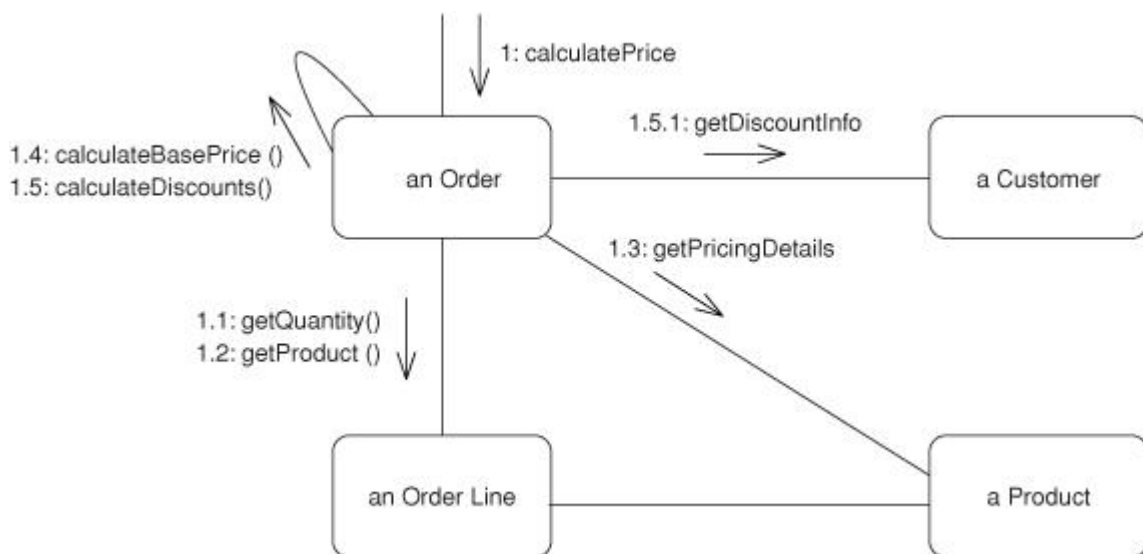 1: calculatePrice
1.5.1: getDiscountInfo
1.4: calculateBasePrice ()
1.5: calculateDiscounts()
an Order
a Customer
1.3: getPricingDetails
1.1: getQuantity()
1.2: getProduct ()
an Order Line
a Product